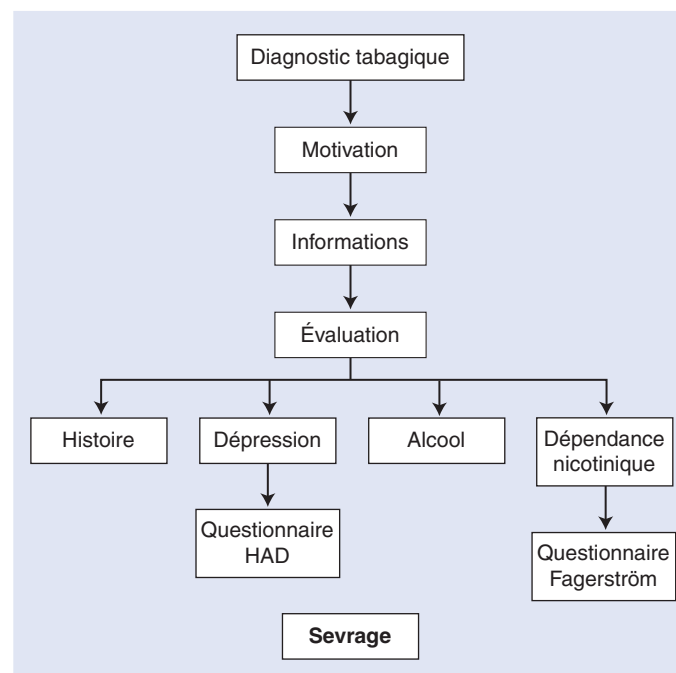 Diagnostic tabagique
Motivation
Informations
Évaluation
Histoire
Dépression
Alcool
Dépendance
nicotinique
Questionnaire
HAD
Questionnaire
Fagerström
Sevrage